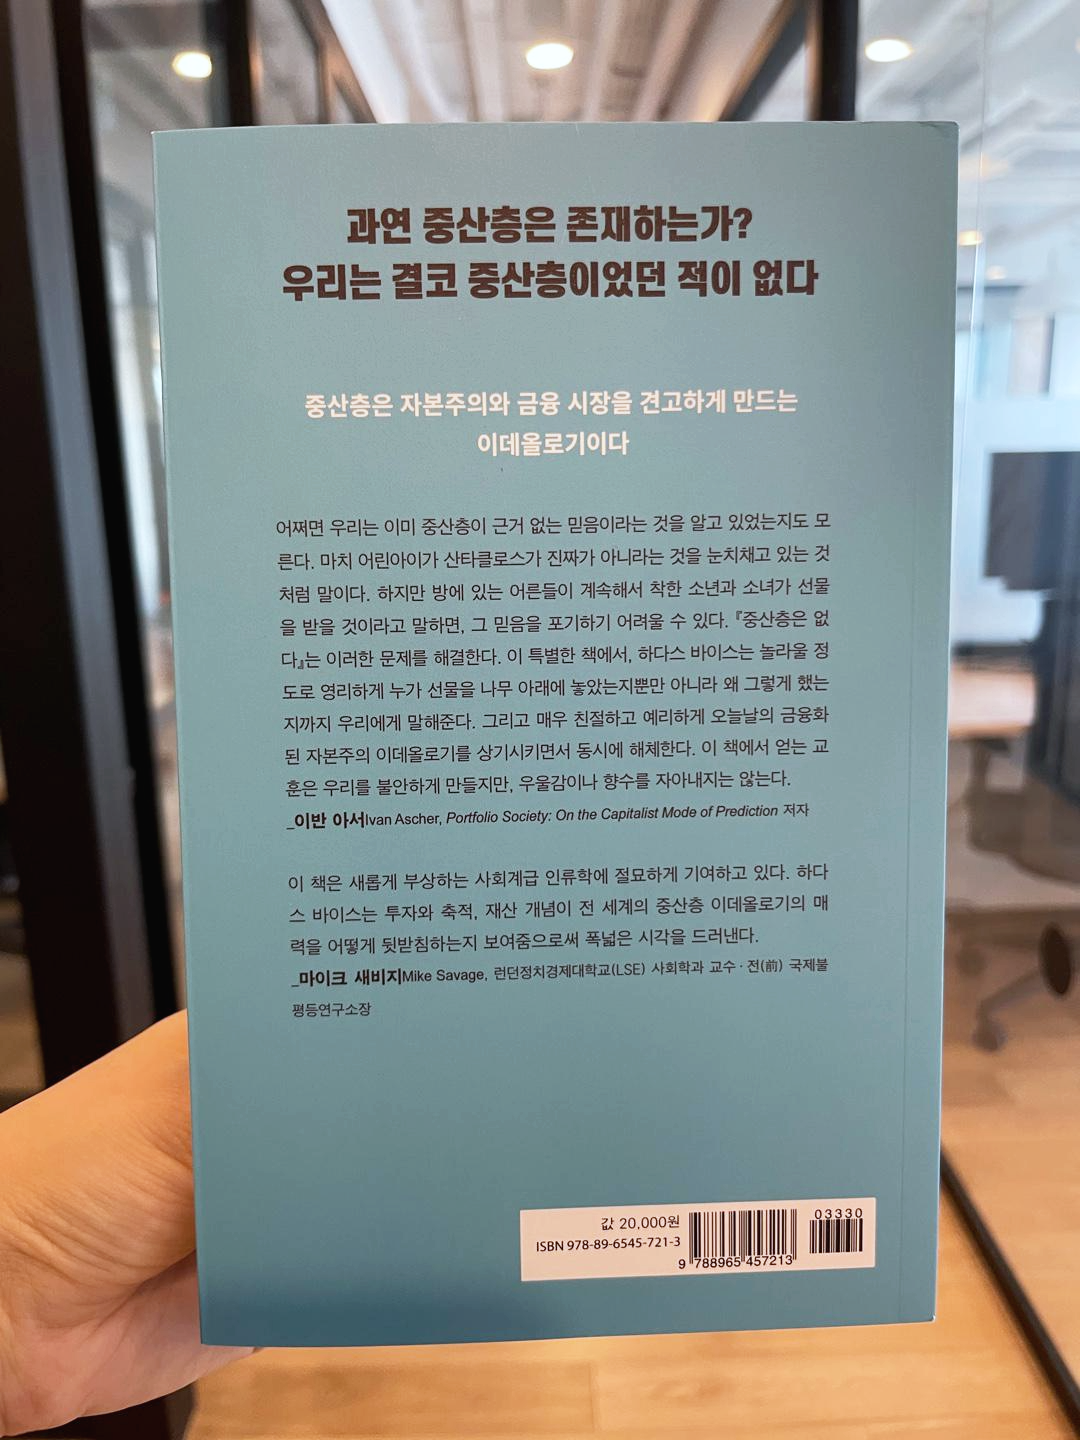 과연 중산층은 존재하는가?
우리는 결코 중산층이었던 적이 없다
중산층은 자본주의와 금융 시장을 견고하게 만드는
이데올로기이다
어쩌면 우리는 이미 중산층이 근거 없는 믿음이라는 것을 알고 있었는지도 모
른다. 마치 어린아이가 산타클로스가 진짜가 아니라는 것을 눈치채고 있는 것
처럼 말이다. 하지만 방에 있는 어른들이 계속해서 착한 소년과 소녀가 선물
을 받을 것이라고 말하면, 그 믿음을 포기하기 어려울 수 있다. 『중산층은 없
다』는 이러한 문제를 해결한다. 이 특별한 책에서, 하다스 바이스는 놀라울 정
도로 영리하게 누가 선물을 나무 아래에 놓았는지뿐만 아니라 왜 그렇게 했는
지까지 우리에게 말해준다. 그리고 매우 친절하고 예리하게 오늘날의 금융화
된 자본주의 이데올로기를 상기시키면서 동시에 해체한다. 이 책에서 얻는 교
훈은 우리를 불안하게 만들지만, 우울감이나 향수를 자아내지는 않는다.
_이반 아서Ivan Ascher, Portfolio Society: On the Capitalist Mode of Prediction 저자
이 책은 새롭게 부상하는 사회계급 인류학에 절묘하게 기여하고 있다. 하다
스 바이스는 투자와 축적, 재산 개념이 전 세계의 중산층 이데올로기의 매
력을 어떻게 뒷받침하는지 보여줌으로써 폭넓은 시각을 드러낸다.
_마이크 새비지Mike Savage, 런던정치경제대학교(LSE) 사회학과 교수 · 전(前) 국제불
평등연구소장
값 20,000원
ISBN 978-89-6545-721-3
03330
9 788965 457213